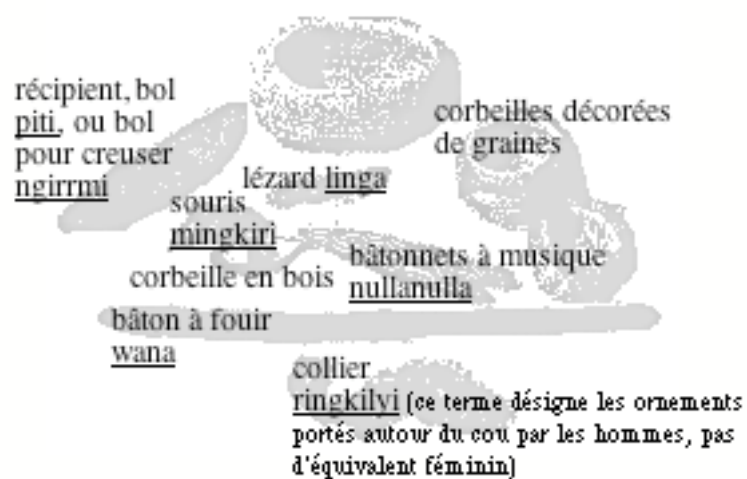 récipient, bol
piti, ou bol
pour creuser
ngirrmi
corbeilles décorées
de graines
lézard linga
souris
mingkiri
corbeille en bois
bâtonnets à musique
nullanulla
bâton à fouir
wana
collier
ringkilyi (ce terme désigne les ornements
portés autour du cou par les hommes, pas
d'équivalent féminin)